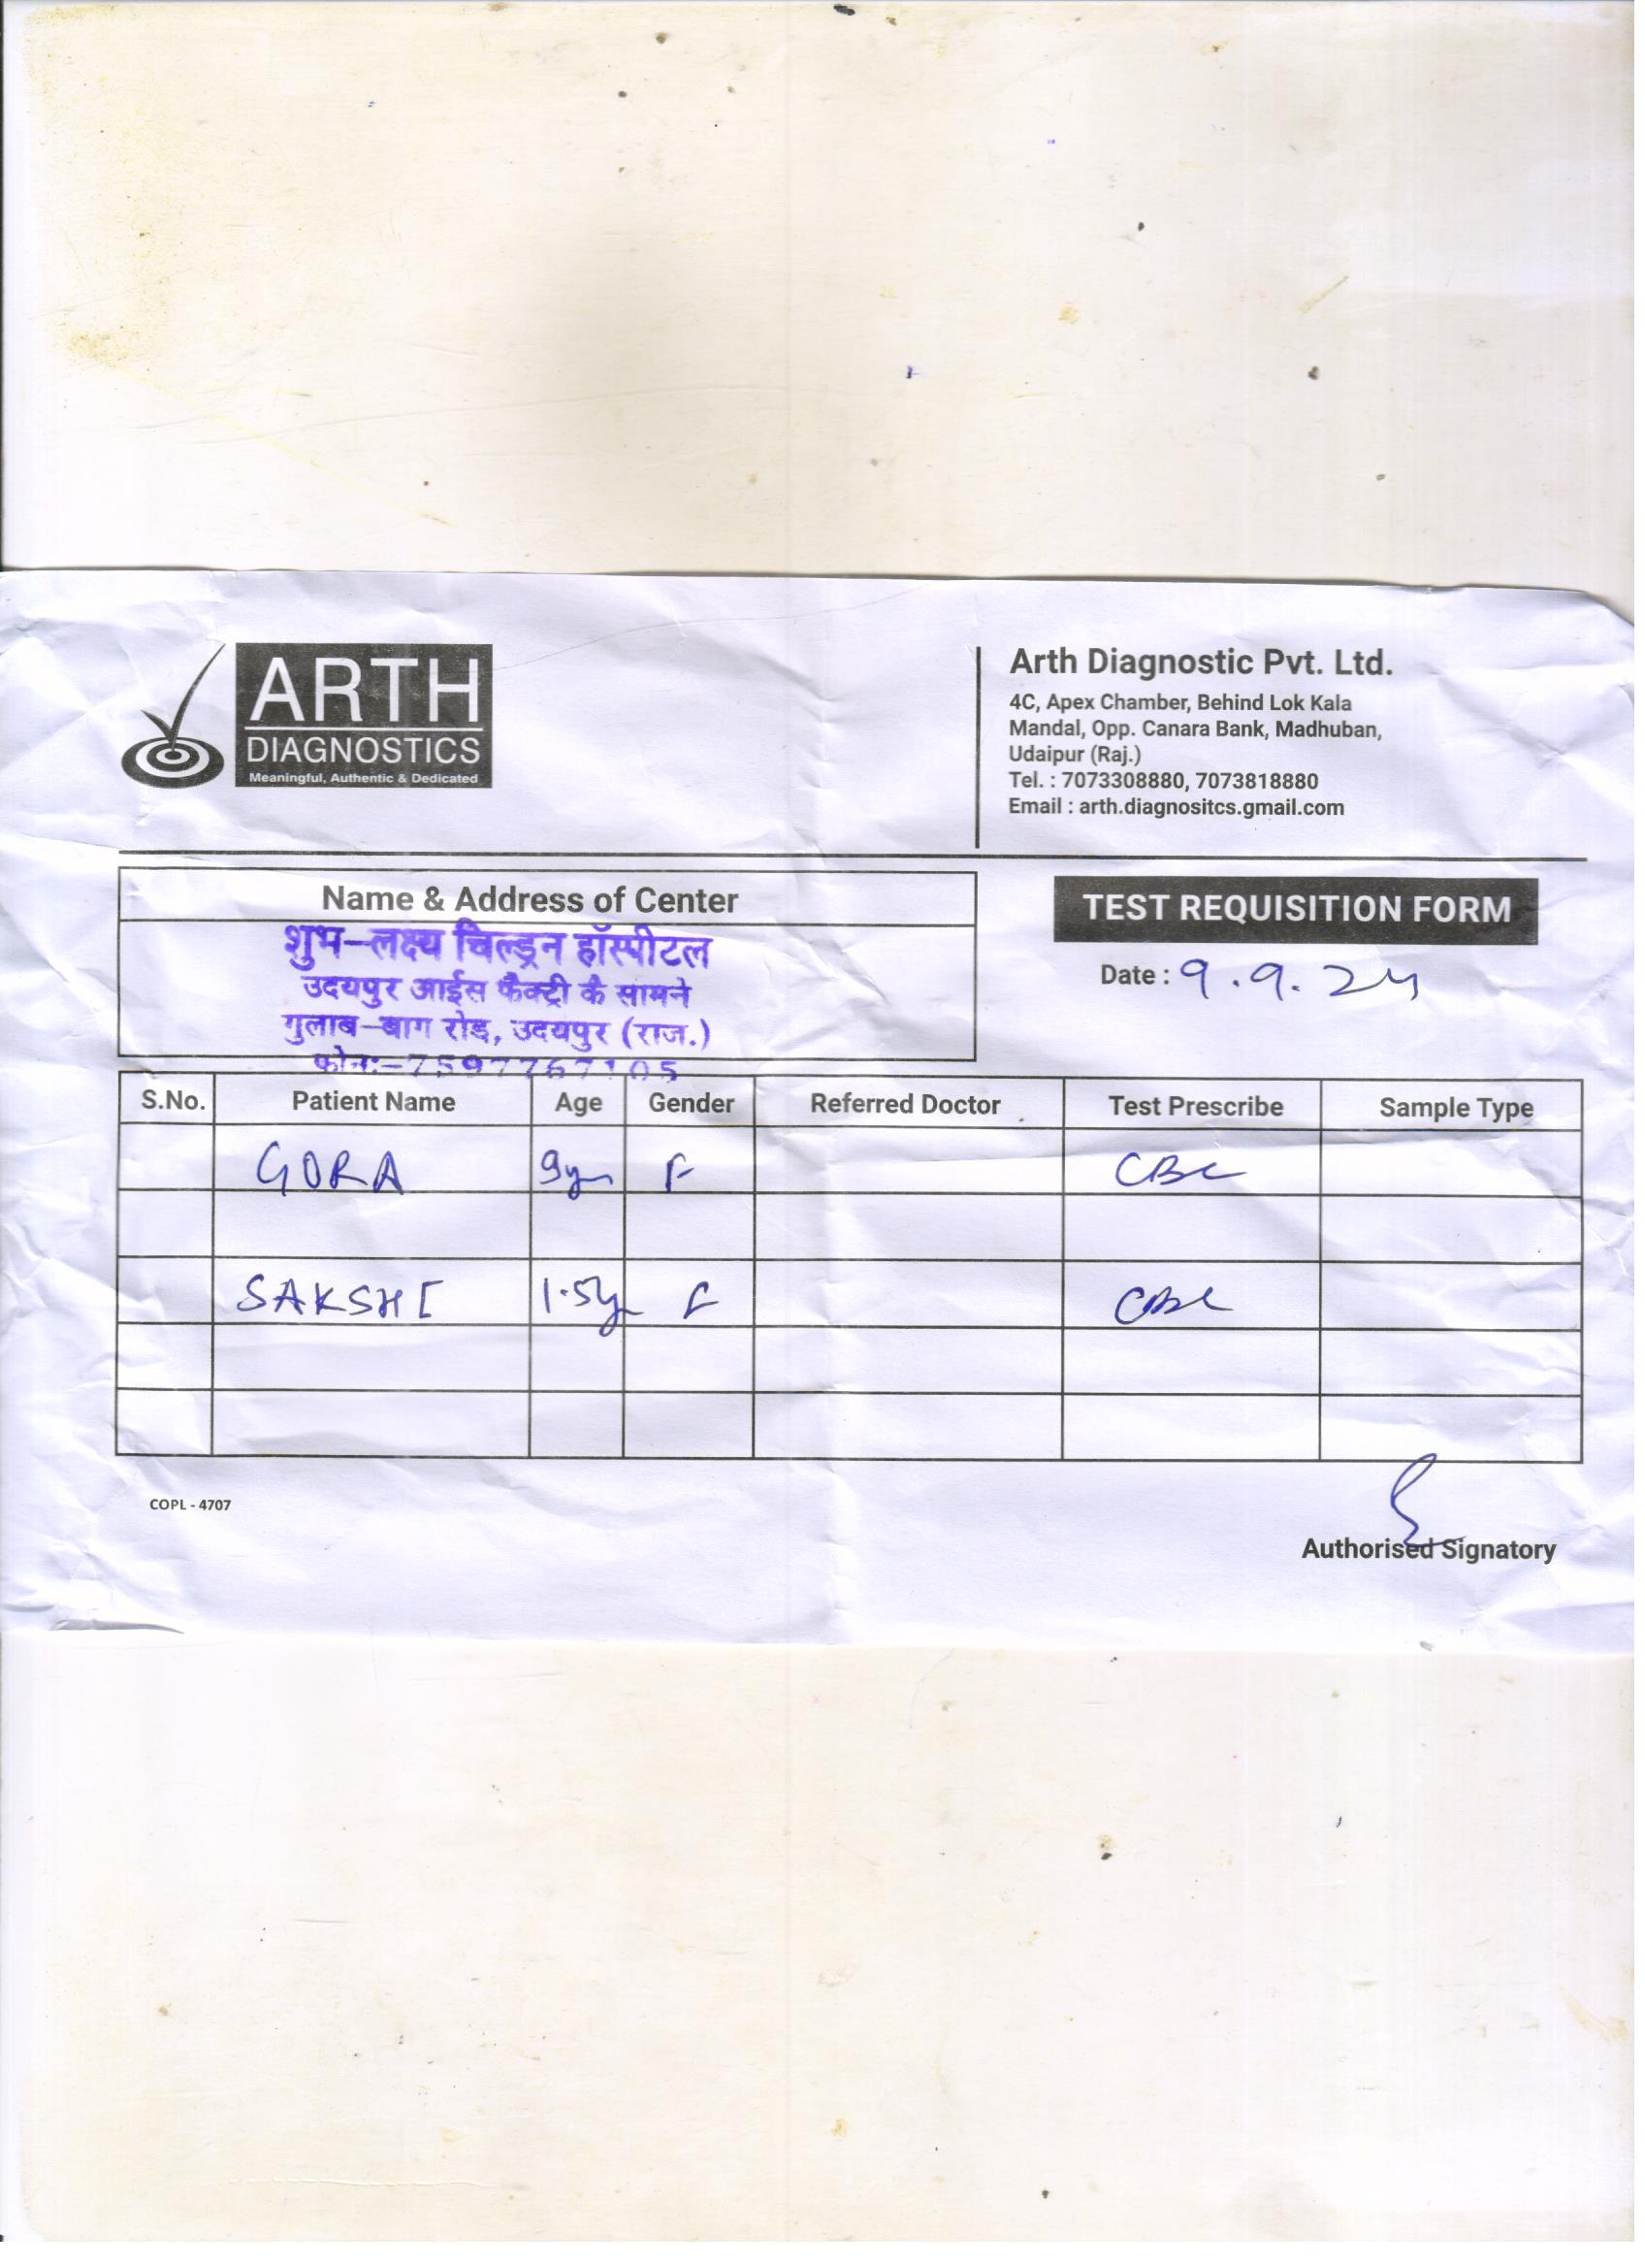 ARTH
DIAGNOSTICS
Meaningful, Authentic & Dedicated
Arth Diagnostic Pvt. Ltd.
4C, Apex Chamber, Behind Lok Kala
Mandal, Opp. Canara Bank, Madhuban,
Udaipur (Raj.)
Tel. : 7073308880, 7073818880
Email : arth.diagnositcs.gmail.com
Name & Address of Center
शुभ-लक्ष्य चिल्ड्रन हॉस्पीटल
उदयपुर आईस फैक्ट्री के सामने
गुलाब-बाग रोड, उदयपुर (राज.)
फोन:-7597767105
TEST REQUISITION FORM
Date : 9.9.24
S.No. Patient Name Age Gender Referred Doctor Test Prescribe Sample Type
GORA 9yr F CBC
SAKSHI 1.5yr F CBC
COPL - 4707
Authorised Signatory